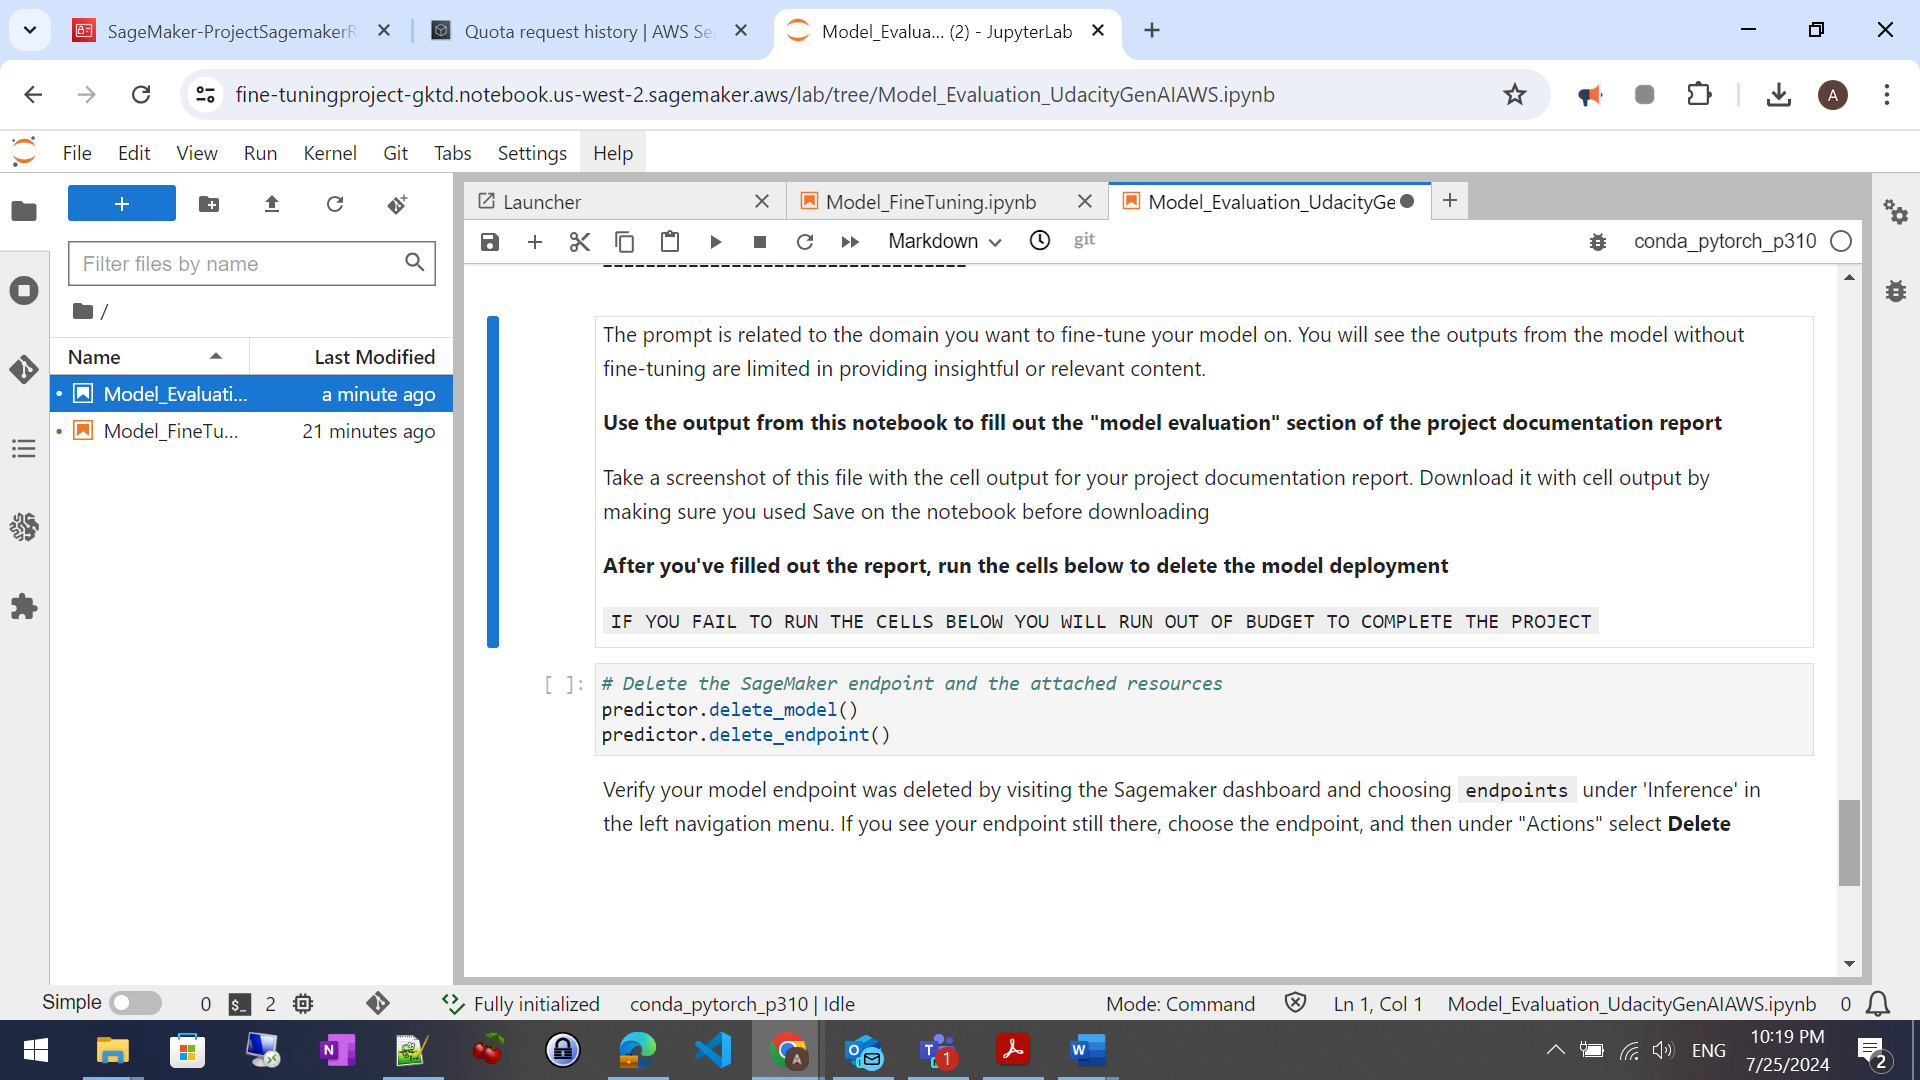 SageMaker-ProjectSagemakerR
Quota request history | AWS Se
Model_Evalua... (2) - JupyterLab
fine-tuningproject-gktd.notebook.us-west-2.sagemaker.aws/lab/tree/Model_Evaluation_UdacityGenAIAWS.ipynb
A
File Edit View Run Kernel Git Tabs Settings Help
Launcher
Model_FineTuning.ipynb
Model_Evaluation_UdacityGe
Markdown
git
conda_pytorch_p310
Filter files by name
/
Name Last Modified
Model_Evaluati... a minute ago
Model_FineTu... 21 minutes ago
The prompt is related to the domain you want to fine-tune your model on. You will see the outputs from the model without
fine-tuning are limited in providing insightful or relevant content.
Use the output from this notebook to fill out the "model evaluation" section of the project documentation report
Take a screenshot of this file with the cell output for your project documentation report. Download it with cell output by
making sure you used Save on the notebook before downloading
After you've filled out the report, run the cells below to delete the model deployment
IF YOU FAIL TO RUN THE CELLS BELOW YOU WILL RUN OUT OF BUDGET TO COMPLETE THE PROJECT
[ ]: # Delete the SageMaker endpoint and the attached resources
predictor.delete_model()
predictor.delete_endpoint()
Verify your model endpoint was deleted by visiting the Sagemaker dashboard and choosing endpoints under 'Inference' in
the left navigation menu. If you see your endpoint still there, choose the endpoint, and then under "Actions" select Delete
Simple 0 $_ 2 Fully initialized conda_pytorch_p310 | Idle Mode: Command Ln 1, Col 1 Model_Evaluation_UdacityGenAIAWS.ipynb 0
N A T 1 W
ENG
10:19 PM
7/25/2024
2